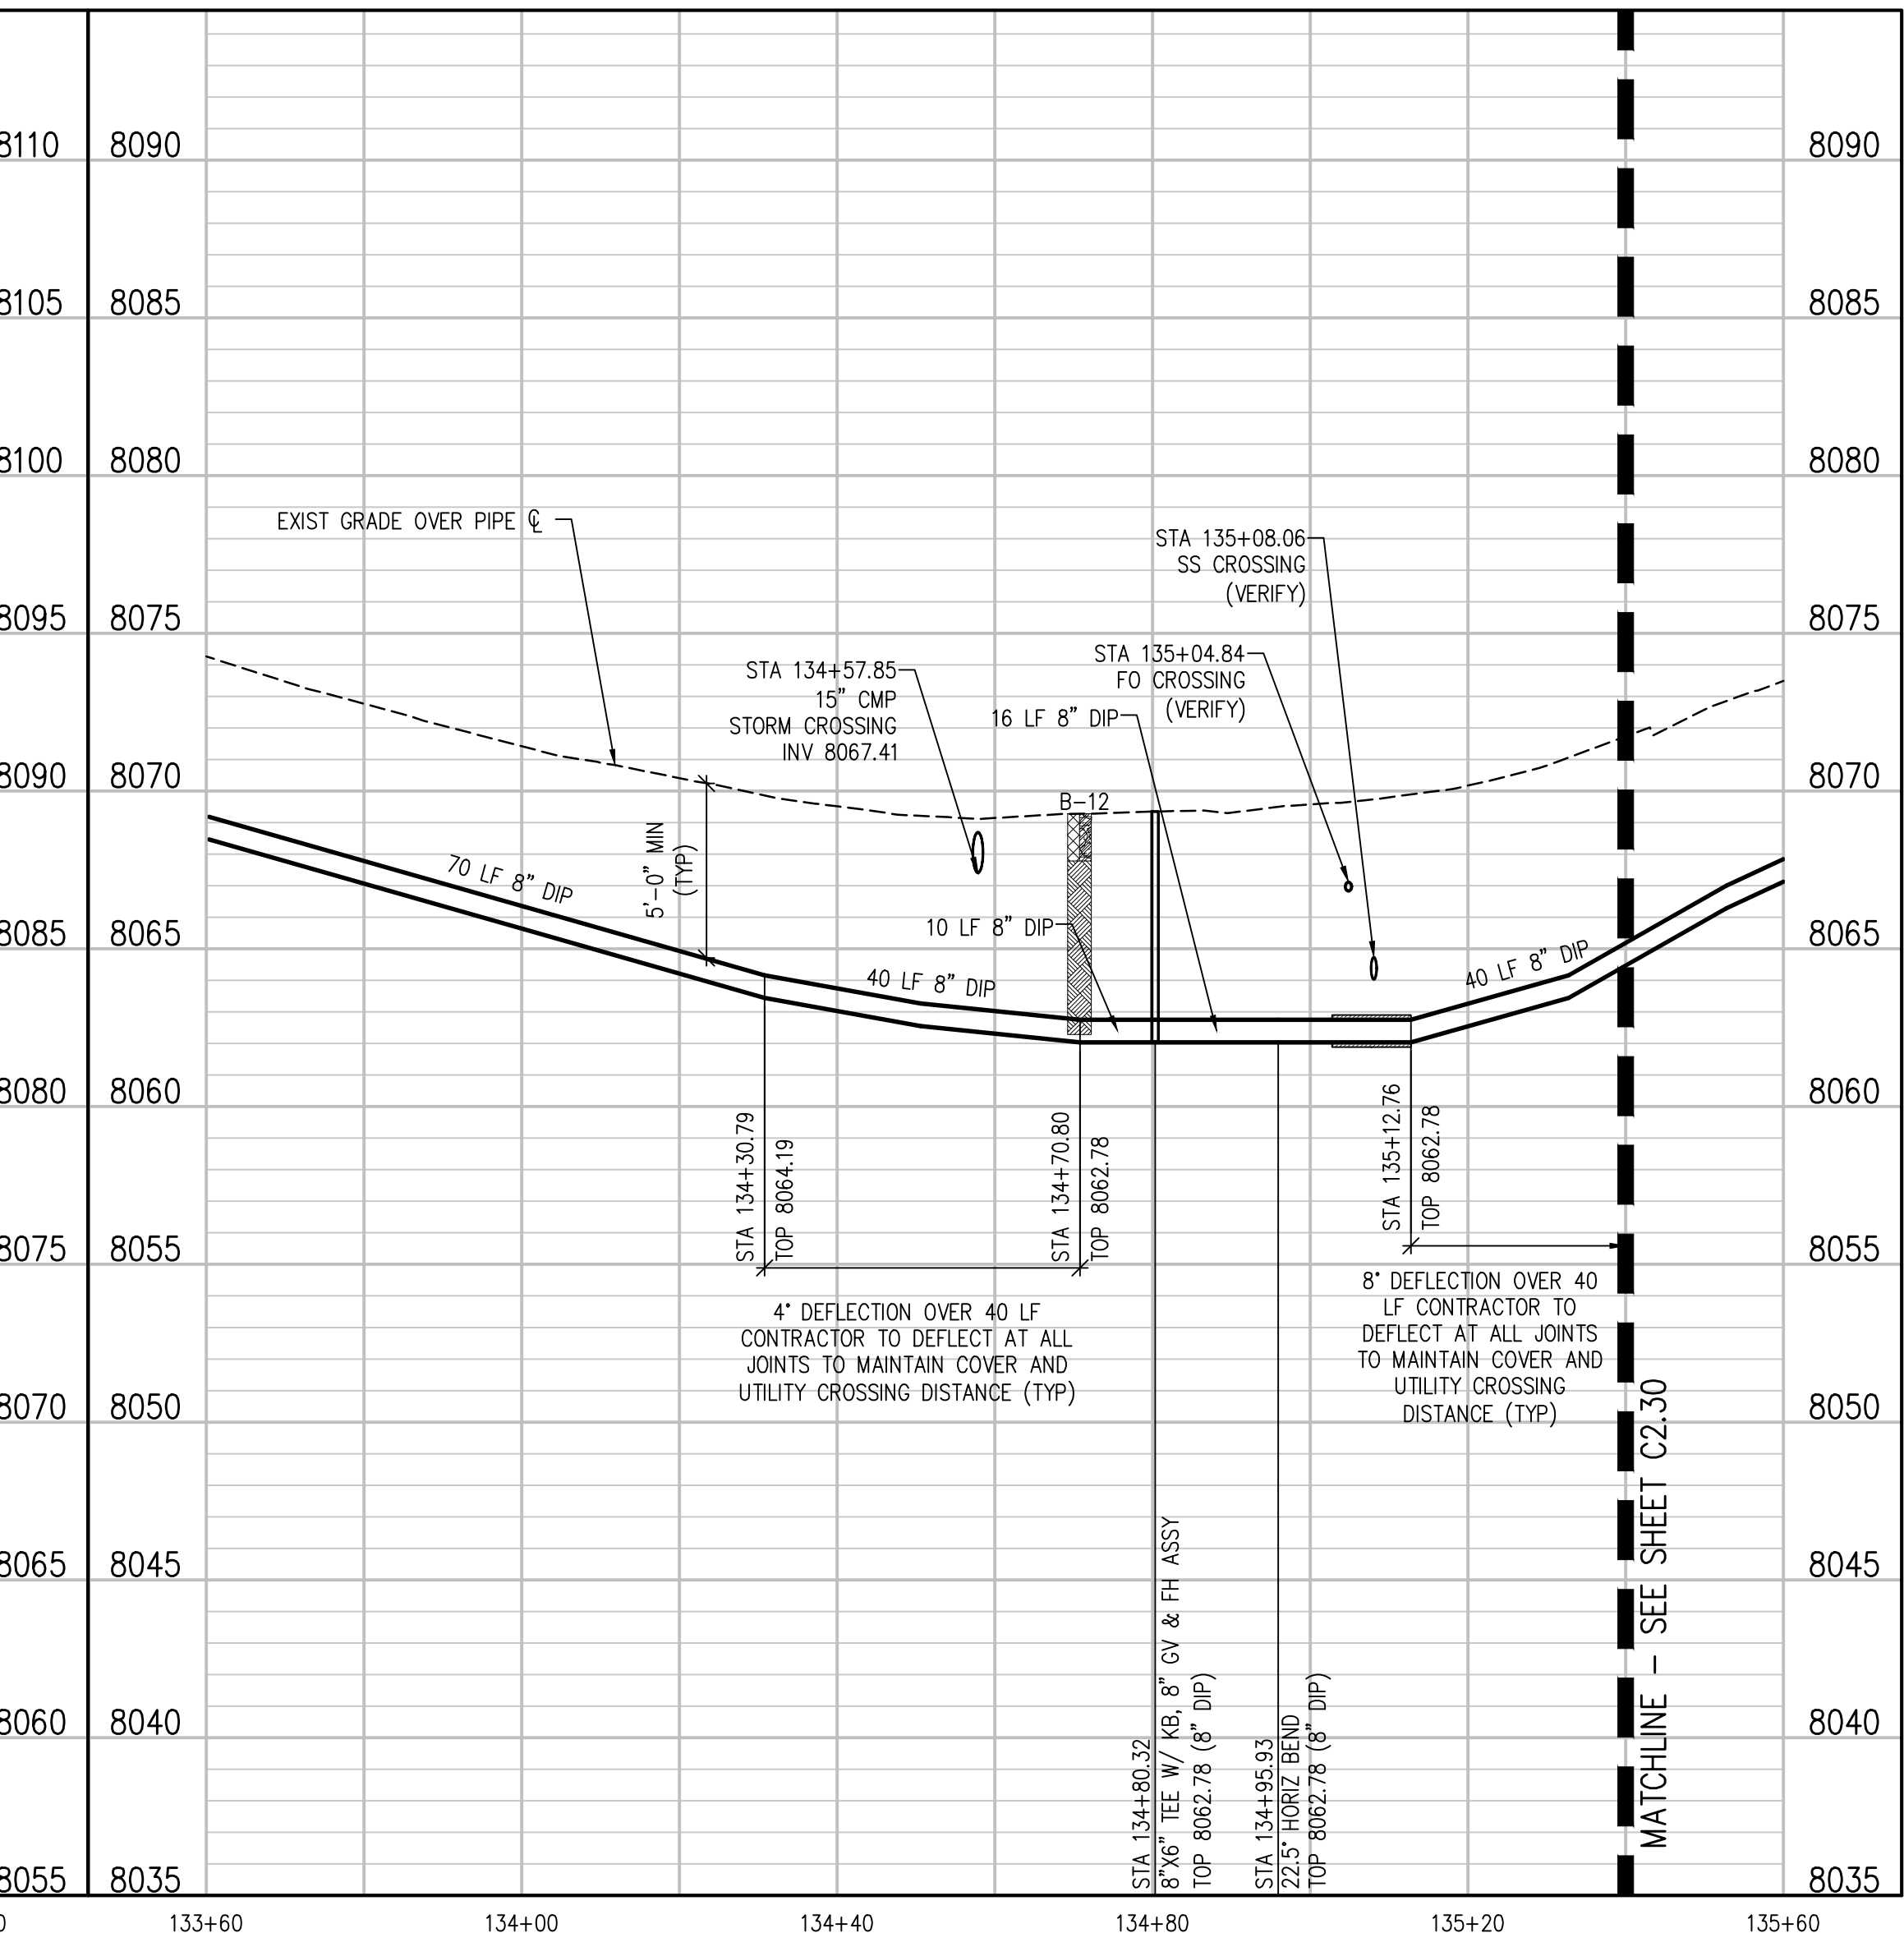 8110
8105
8100
8095
8090
8085
8080
8075
8070
8065
8060
8055
8090
8085
8080
8075
8070
8065
8060
8055
8050
8045
8040
8035
EXIST GRADE OVER PIPE ℄
STA 134+57.85
15" CMP
STORM CROSSING
INV 8067.41
STA 135+08.06
SS CROSSING
(VERIFY)
STA 135+04.84
FO CROSSING
(VERIFY)
16 LF 8" DIP
B-12
70 LF 8" DIP
5'-0" MIN
(TYP)
10 LF 8" DIP
40 LF 8" DIP
40 LF 8" DIP
STA 134+30.79
TOP 8064.19
STA 134+70.80
TOP 8062.78
STA 135+12.76
TOP 8062.78
4° DEFLECTION OVER 40 LF
CONTRACTOR TO DEFLECT AT ALL
JOINTS TO MAINTAIN COVER AND
UTILITY CROSSING DISTANCE (TYP)
8° DEFLECTION OVER 40
LF CONTRACTOR TO
DEFLECT AT ALL JOINTS
TO MAINTAIN COVER AND
UTILITY CROSSING
DISTANCE (TYP)
STA 134+80.32
8"X6" TEE W/ KB, 8" GV & FH ASSY
TOP 8062.78 (8" DIP)
STA 134+95.93
22.5° HORIZ BEND
TOP 8062.78 (8" DIP)
MATCHLINE - SEE SHEET C2.30
8090
8085
8080
8075
8070
8065
8060
8055
8050
8045
8040
8035
0
133+60
134+00
134+40
134+80
135+20
135+60